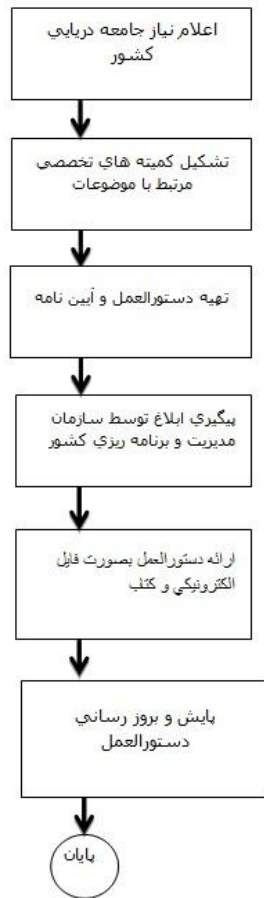 اعلام نياز جامعه دريايي
كشور
تشكيل كميته هاي تخصصي
مرتبط با موضوعات
تهيه دستورالعمل و آيين نامه
پيگيري ابلاغ توسط سازمان
مديريت و برنامه ريزي كشور
ارائه دستورالعمل بصورت فايل
الكترونيكي و كتاب
پايش و بروز رساني
دستورالعمل
پايان